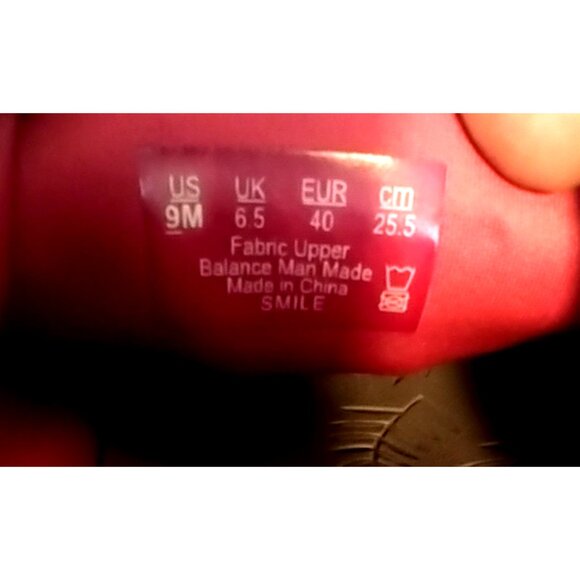 US UK EUR cm
9M 6.5 40 25.5
Fabric Upper
Balance Man Made
Made in China
SMILE